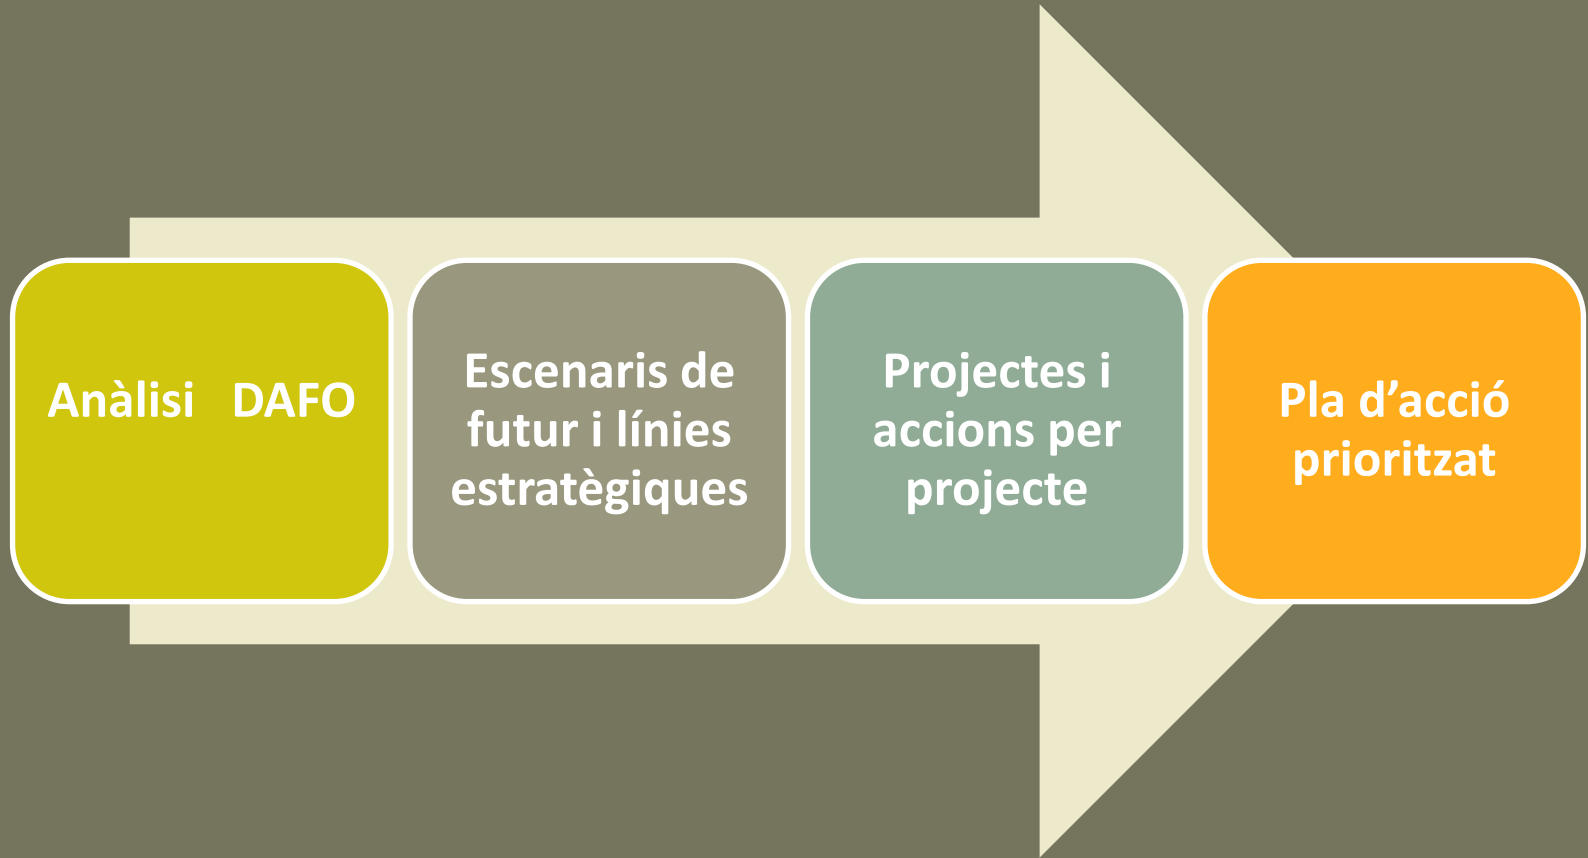 Anàlisi DAFO
Escenaris de
futur i línies
estratègiques
Projectes i
accions per
projecte
Pla d’acció
prioritzat